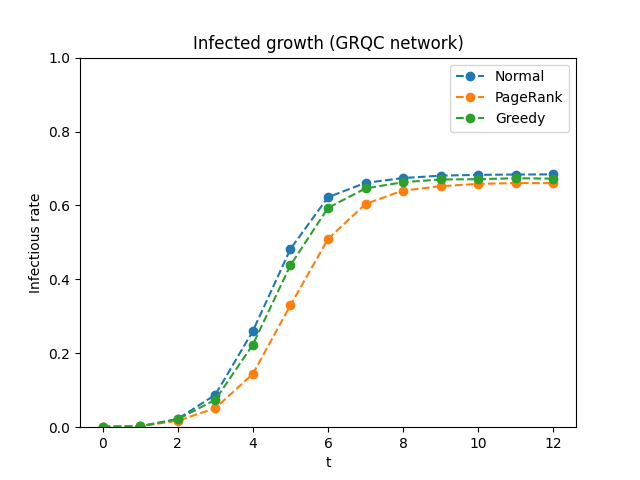 Infected growth (GRQC network)
1.0
0.8
0.6
0.4
0.2
0.0
Infectious rate
Normal
PageRank
Greedy
0 2 4 6 8 10 12
t